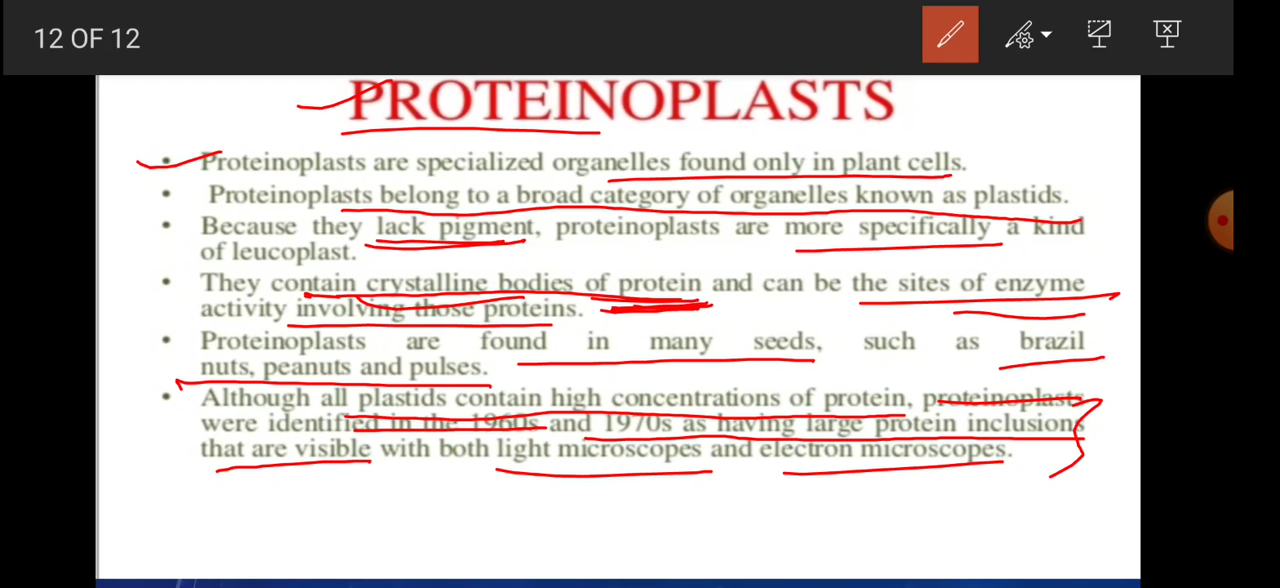 12 OF 12
PROTEINOPLASTS
• Proteinoplasts are specialized organelles found only in plant cells.
• Proteinoplasts belong to a broad category of organelles known as plastids.
• Because they lack pigment, proteinoplasts are more specifically a kind
of leucoplast.
• They contain crystalline bodies of protein and can be the sites of enzyme
activity involving those proteins.
• Proteinoplasts are found in many seeds, such as brazil
nuts, peanuts and pulses.
• Although all plastids contain high concentrations of protein, proteinoplasts
were identified in the 1960s and 1970s as having large protein inclusions
that are visible with both light microscopes and electron microscopes.